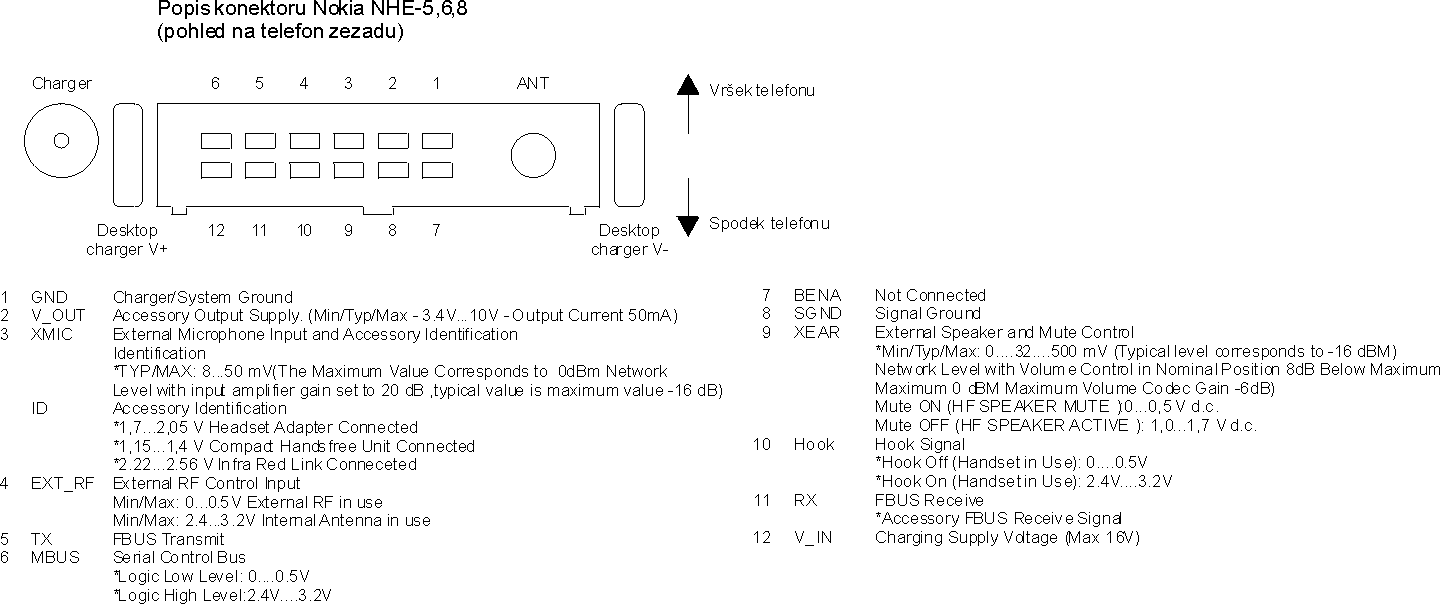 Popis konektoru Nokia NHE-5,6,8
(pohled na telefon zezadu)
Charger 6 5 4 3 2 1 ANT
Vršek telefonu
Spodek telefonu
Desktop charger V+
12 11 10 9 8 7
Desktop charger V-
1 GND Charger/System Ground
2 V_OUT Accessory Output Supply. (Min/Typ/Max - 3.4V...10V - Output Current 50mA)
3 XMIC External Microphone Input and Accessory Identification
Identification
*TYP/MAX: 8...50 mV(The Maximum Value Corresponds to 0dBm Network
Level with input amplifier gain set to 20 dB ,typical value is maximum value -16 dB)
ID Accessory Identification
*1,7...2,05 V Headset Adapter Connected
*1,15...1,4 V Compact Handsfree Unit Connected
*2.22...2.56 V Infra Red Link Conneceted
4 EXT_RF External RF Control Input
Min/Max: 0...0.5V External RF in use
Min/Max: 2.4...3.2V Internal Antenna in use
5 TX FBUS Transmit
6 MBUS Serial Control Bus
*Logic Low Level: 0....0.5V
*Logic High Level:2.4V....3.2V
7 BENA Not Connected
8 SGND Signal Ground
9 XEAR External Speaker and Mute Control
*Min/Typ/Max: 0....32....500 mV (Typical level corresponds to -16 dBM)
Network Level with Volume Control in Nominal Position 8dB Below Maximum
Maximum 0 dBM Maximum Volume Codec Gain -6dB)
Mute ON (HF SPEAKER MUTE ):0...0,5 V d.c.
Mute OFF (HF SPEAKER ACTIVE ): 1,0...1,7 V d.c.
10 Hook Hook Signal
*Hook Off (Handset in Use): 0....0.5V
*Hook On (Handset in Use): 2.4V....3.2V
11 RX FBUS Receive
*Accessory FBUS Receive Signal
12 V_IN Charging Supply Voltage (Max 16V)